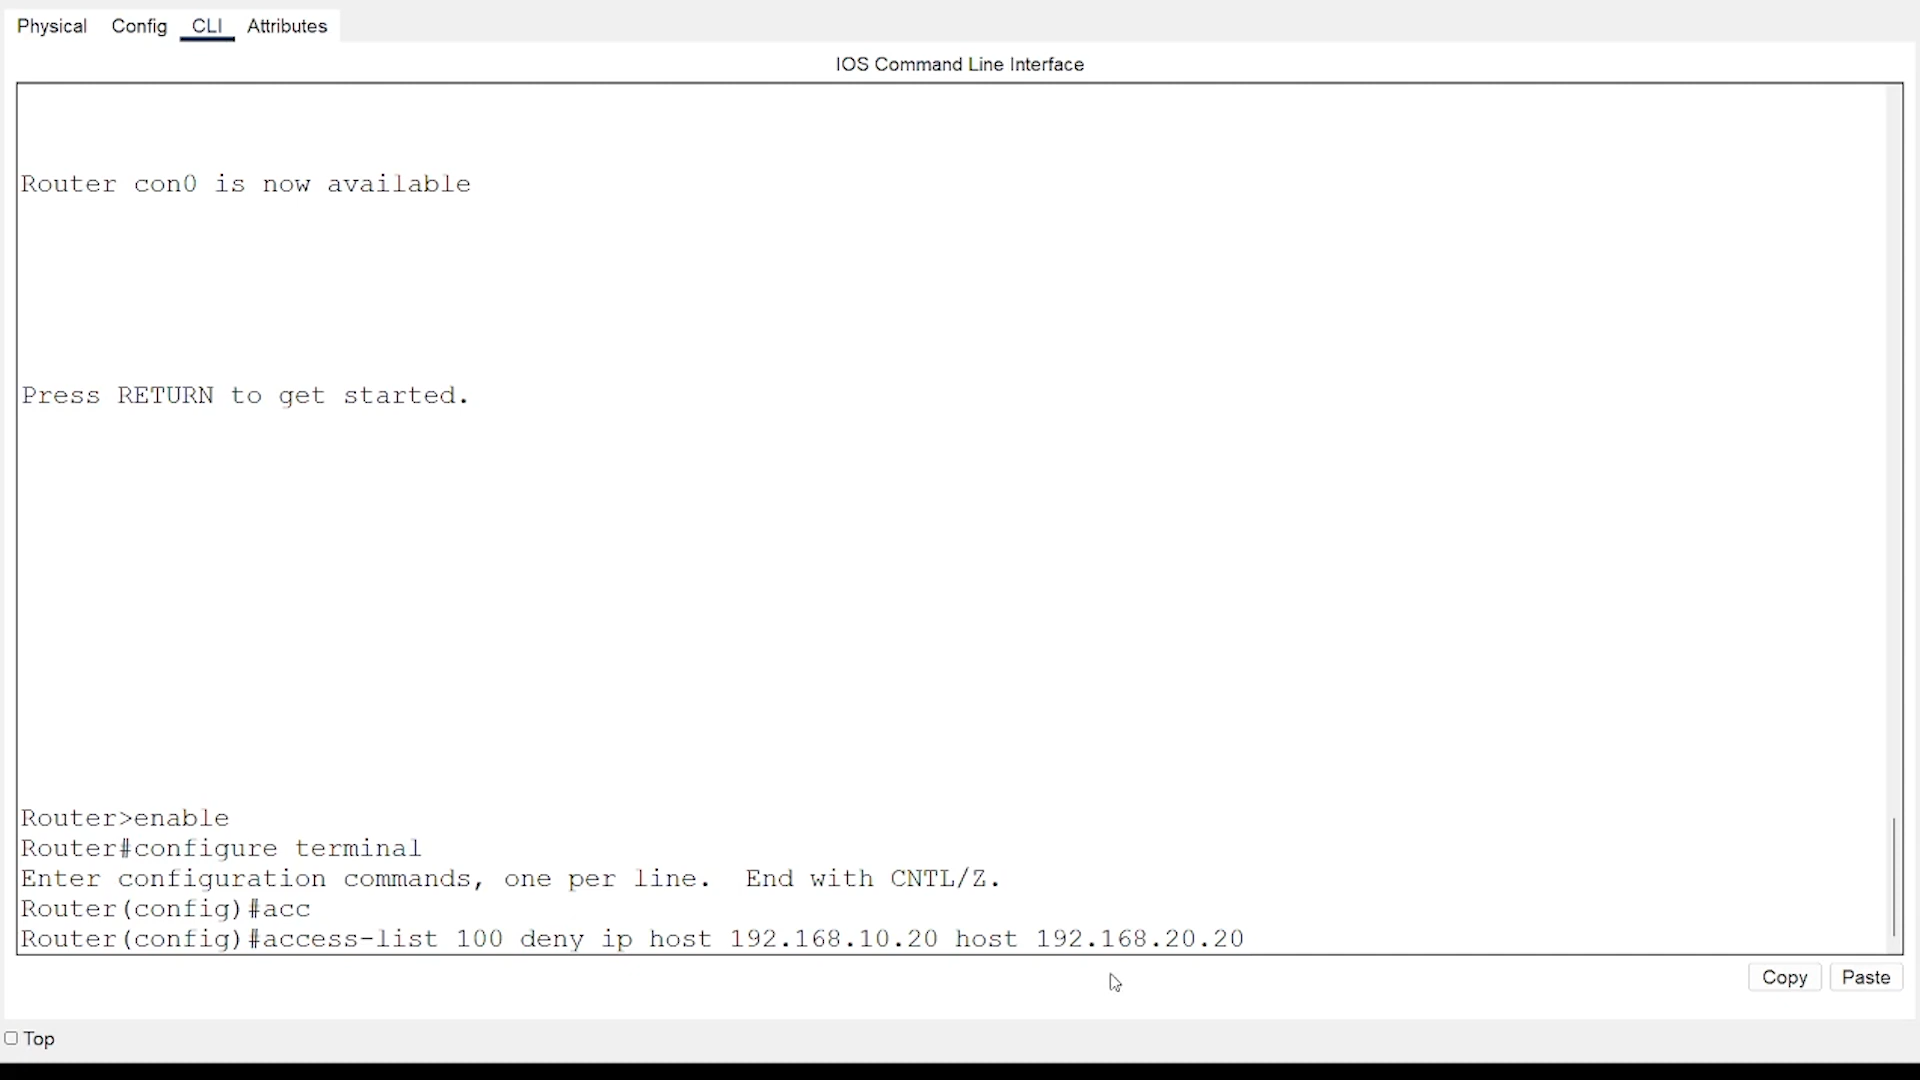 Physical Config CLI Attributes
IOS Command Line Interface
Router con0 is now available
Press RETURN to get started.
Router>enable
Router#configure terminal
Enter configuration commands, one per line.  End with CNTL/Z.
Router(config)#acc
Router(config)#access-list 100 deny ip host 192.168.10.20 host 192.168.20.20
Copy Paste
Top